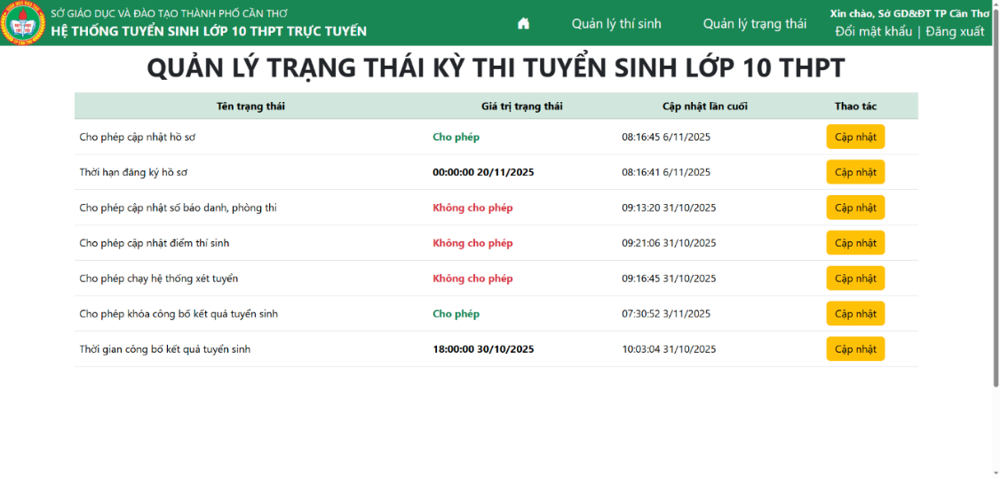 SỞ GIÁO DỤC VÀ ĐÀO TẠO THÀNH PHỐ CẦN THƠ
HỆ THỐNG TUYỂN SINH LỚP 10 THPT TRỰC TUYẾN
Quản lý thí sinh
Quản lý trạng thái
Xin chào, Sở GD&ĐT TP Cần Thơ
Đổi mật khẩu | Đăng xuất
QUẢN LÝ TRẠNG THÁI KỲ THI TUYỂN SINH LỚP 10 THPT
Tên trạng thái Giá trị trạng thái Cập nhật lần cuối Thao tác
Cho phép cập nhật hồ sơ Cho phép 08:16:45 6/11/2025 Cập nhật
Thời hạn đăng ký hồ sơ 00:00:00 20/11/2025 08:16:41 6/11/2025 Cập nhật
Cho phép cập nhật số báo danh, phòng thi Không cho phép 09:13:20 31/10/2025 Cập nhật
Cho phép cập nhật điểm thí sinh Không cho phép 09:21:06 31/10/2025 Cập nhật
Cho phép chạy hệ thống xét tuyển Không cho phép 09:16:45 31/10/2025 Cập nhật
Cho phép khóa công bố kết quả tuyển sinh Cho phép 07:30:52 3/11/2025 Cập nhật
Thời gian công bố kết quả tuyển sinh 18:00:00 30/10/2025 10:03:04 31/10/2025 Cập nhật